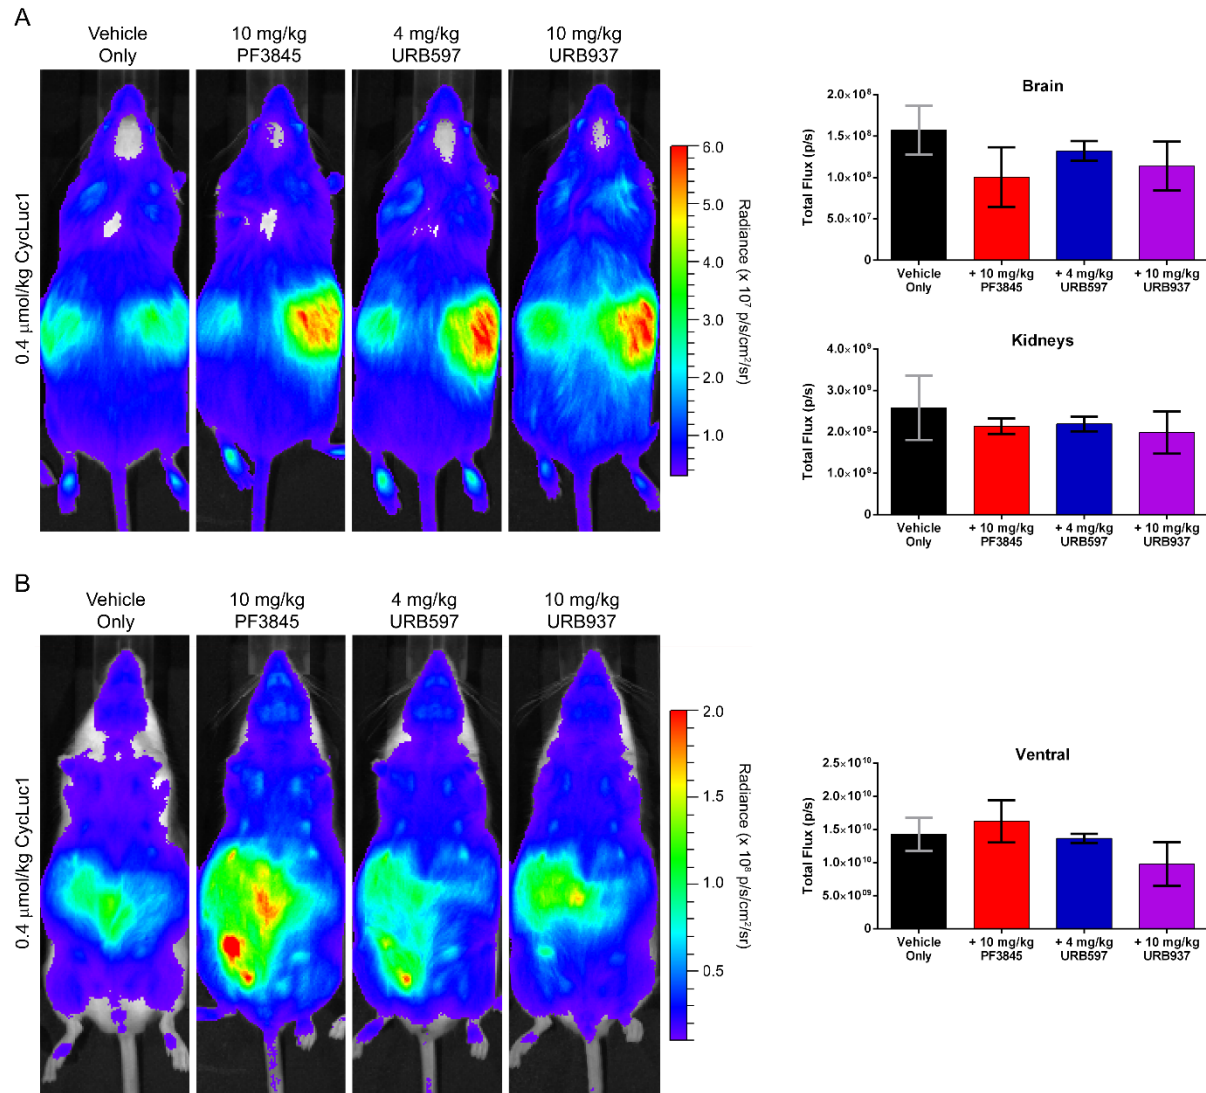 A
Vehicle
Only
10 mg/kg
PF3845
4 mg/kg
URB597
10 mg/kg
URB937
0.4 μmol/kg CycLuc1
6.0
5.0
4.0
3.0
2.0
1.0
Radiance (x 10⁷ p/s/cm²/sr)
Brain
Total Flux (p/s)
2.0×10⁸
1.5×10⁸
1.0×10⁸
5.0×10⁷
0
Vehicle
Only
+ 10 mg/kg
PF3845
+ 4 mg/kg
URB597
+ 10 mg/kg
URB937
Kidneys
Total Flux (p/s)
4.0×10⁹
3.0×10⁹
2.0×10⁹
1.0×10⁹
0
Vehicle
Only
+ 10 mg/kg
PF3845
+ 4 mg/kg
URB597
+ 10 mg/kg
URB937
B
Vehicle
Only
10 mg/kg
PF3845
4 mg/kg
URB597
10 mg/kg
URB937
0.4 μmol/kg CycLuc1
2.0
1.5
1.0
0.5
Radiance (x 10⁸ p/s/cm²/sr)
Ventral
Total Flux (p/s)
2.5×10¹⁰
2.0×10¹⁰
1.5×10¹⁰
1.0×10¹⁰
5.0×10⁰⁹
0
Vehicle
Only
+ 10 mg/kg
PF3845
+ 4 mg/kg
URB597
+ 10 mg/kg
URB937